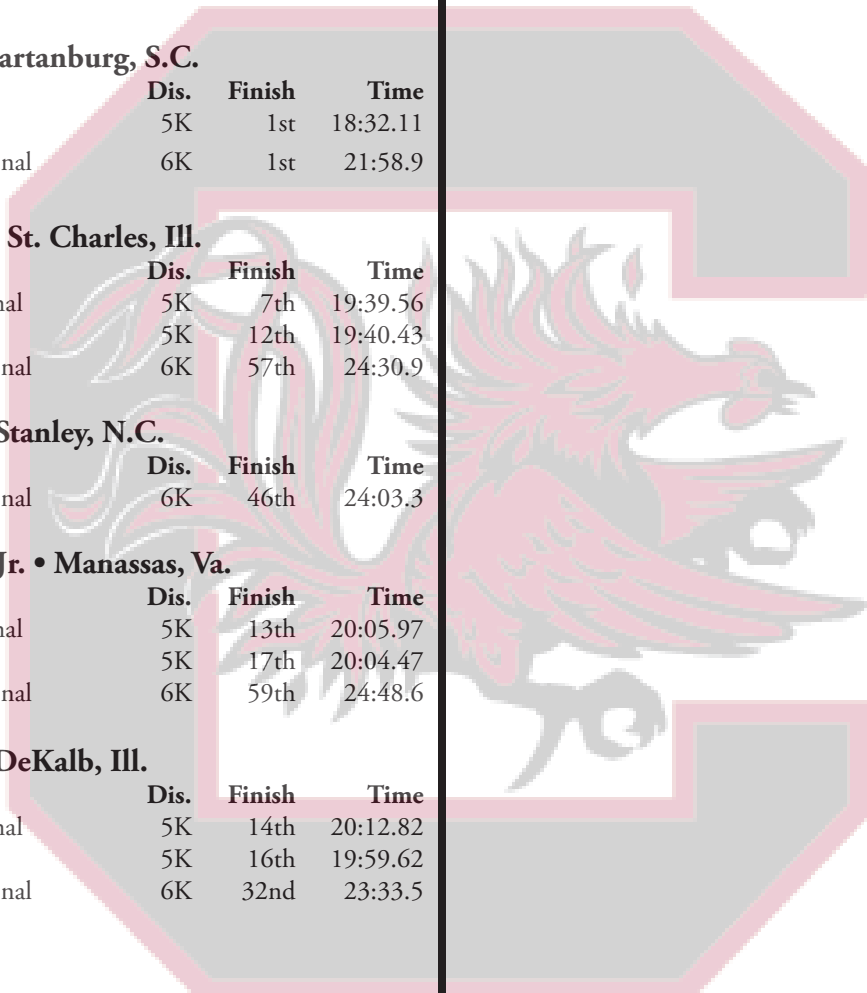 artanburg, S.C.
Dis. Finish Time
5K 1st 18:32.11
nal 6K 1st 21:58.9
St. Charles, Ill.
Dis. Finish Time
nal 5K 7th 19:39.56
5K 12th 19:40.43
nal 6K 57th 24:30.9
Stanley, N.C.
Dis. Finish Time
nal 6K 46th 24:03.3
Jr. • Manassas, Va.
Dis. Finish Time
nal 5K 13th 20:05.97
5K 17th 20:04.47
nal 6K 59th 24:48.6
DeKalb, Ill.
Dis. Finish Time
nal 5K 14th 20:12.82
5K 16th 19:59.62
nal 6K 32nd 23:33.5